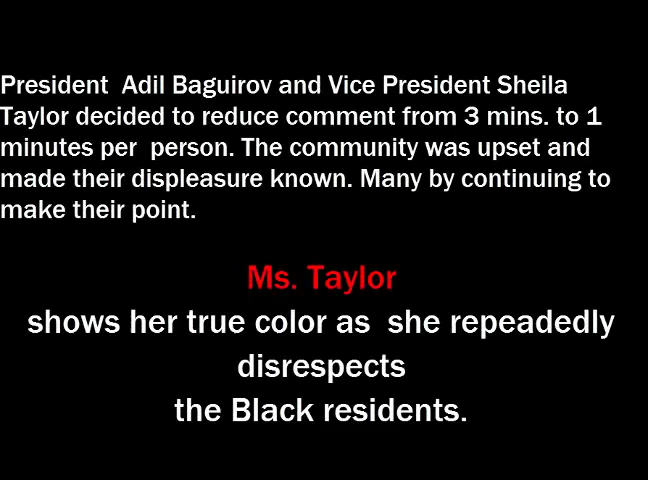 President  Adil Baguirov and Vice President Sheila
Taylor decided to reduce comment from 3 mins. to 1
minutes per  person. The community was upset and
made their displeasure known. Many by continuing to
make their point.
Ms. Taylor
shows her true color as  she repeadedly
disrespects
the Black residents.